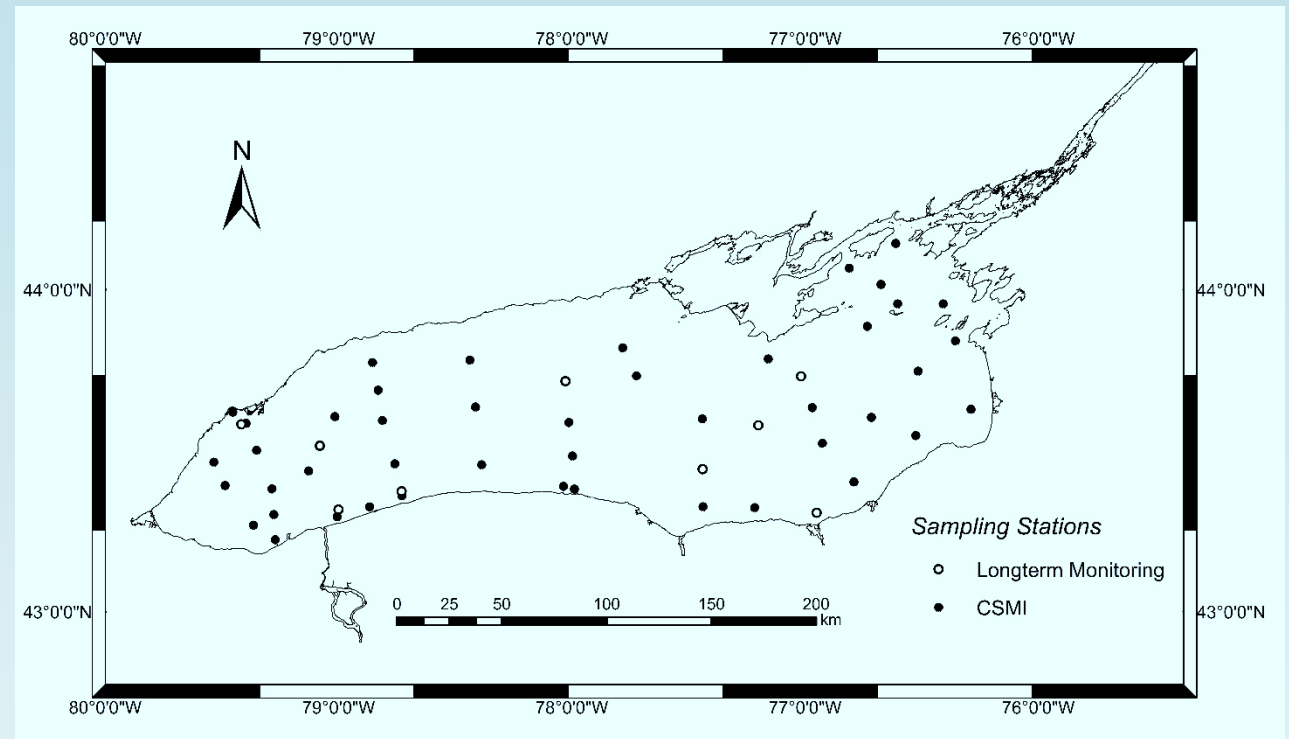 80°0'0"W 79°0'0"W 78°0'0"W 77°0'0"W 76°0'0"W
N
44°0'0"N 44°0'0"N
Sampling Stations
Longterm Monitoring
CSMI
0 25 50 100 150 200
km
43°0'0"N 43°0'0"N
80°0'0"W 79°0'0"W 78°0'0"W 77°0'0"W 76°0'0"W